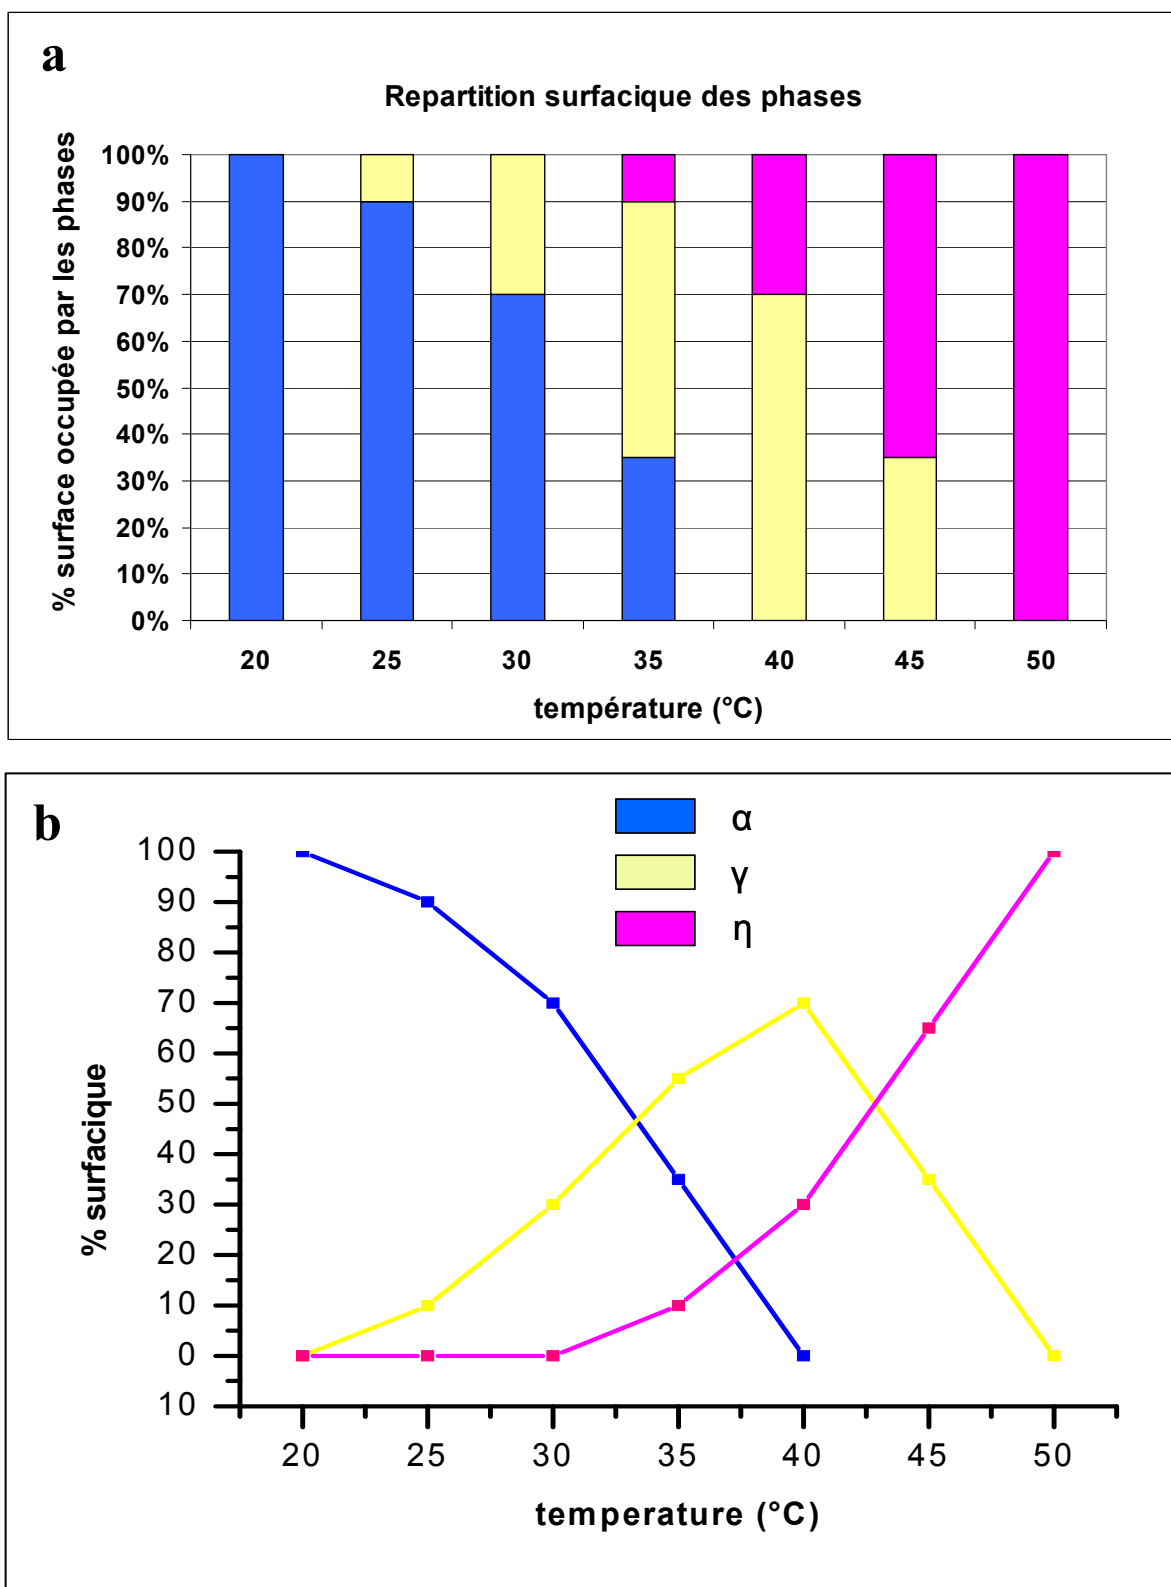 a
Repartition surfacique des phases
% surface occupée par les phases
100%
90%
80%
70%
60%
50%
40%
30%
20%
10%
0%
20 25 30 35 40 45 50
température (°C)
b
α
γ
η
% surfacique
100
90
80
70
60
50
40
30
20
10
0
10
20 25 30 35 40 45 50
temperature (°C)